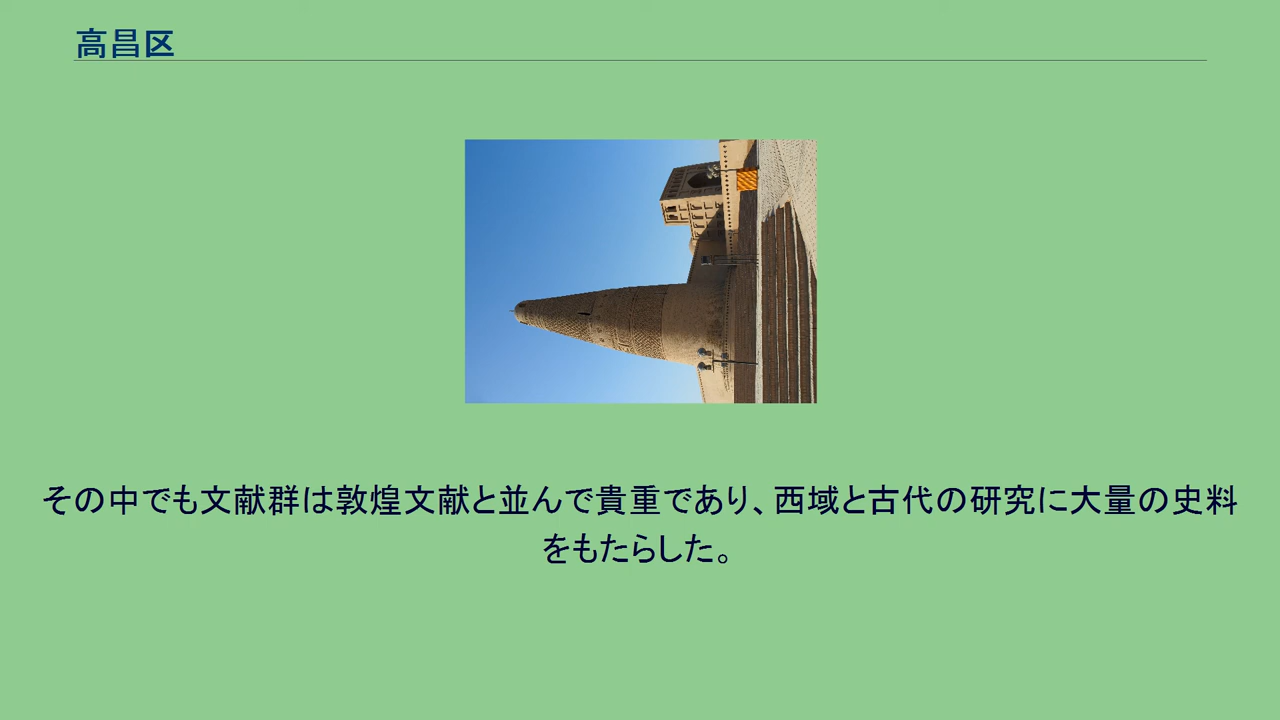 高昌区
その中でも文献群は敦煌文献と並んで貴重であり、西域と古代の研究に大量の史料
をもたらした。